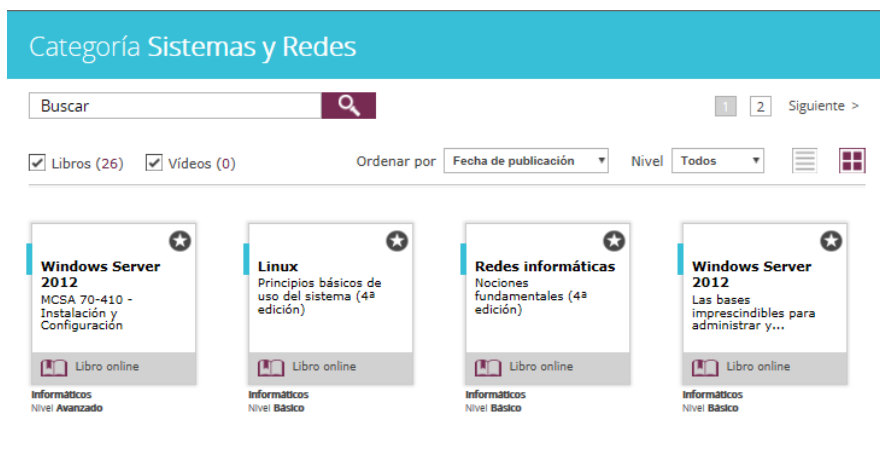 Categoría Sistemas y Redes
Buscar
1 2 Siguiente >
Libros (26) Vídeos (0) Ordenar por Fecha de publicación Nivel Todos
Windows Server
2012
MCSA 70-410 -
Instalación y
Configuración
Libro online
Informáticos
Nivel Avanzado
Linux
Principios básicos de
uso del sistema (4ª
edición)
Libro online
Informáticos
Nivel Básico
Redes informáticas
Nociones
fundamentales (4ª
edición)
Libro online
Informáticos
Nivel Básico
Windows Server
2012
Las bases
imprescindibles para
administrar y...
Libro online
Informáticos
Nivel Básico